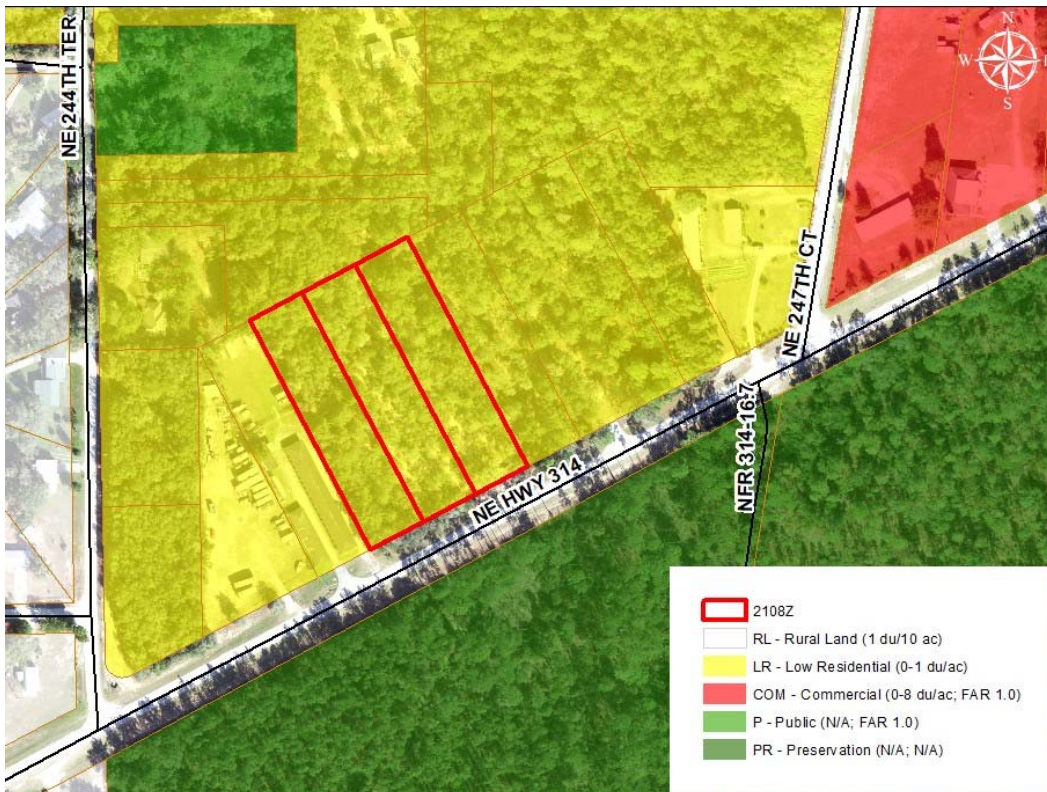 NE 244TH TER
N
W
S
NE 247TH CT
NE HWY 314
NFR 314-16.7
2108Z
RL - Rural Land (1 du/10 ac)
LR - Low Residential (0-1 du/ac)
COM - Commercial (0-8 du/ac; FAR 1.0)
P - Public (N/A; FAR 1.0)
PR - Preservation (N/A; N/A)